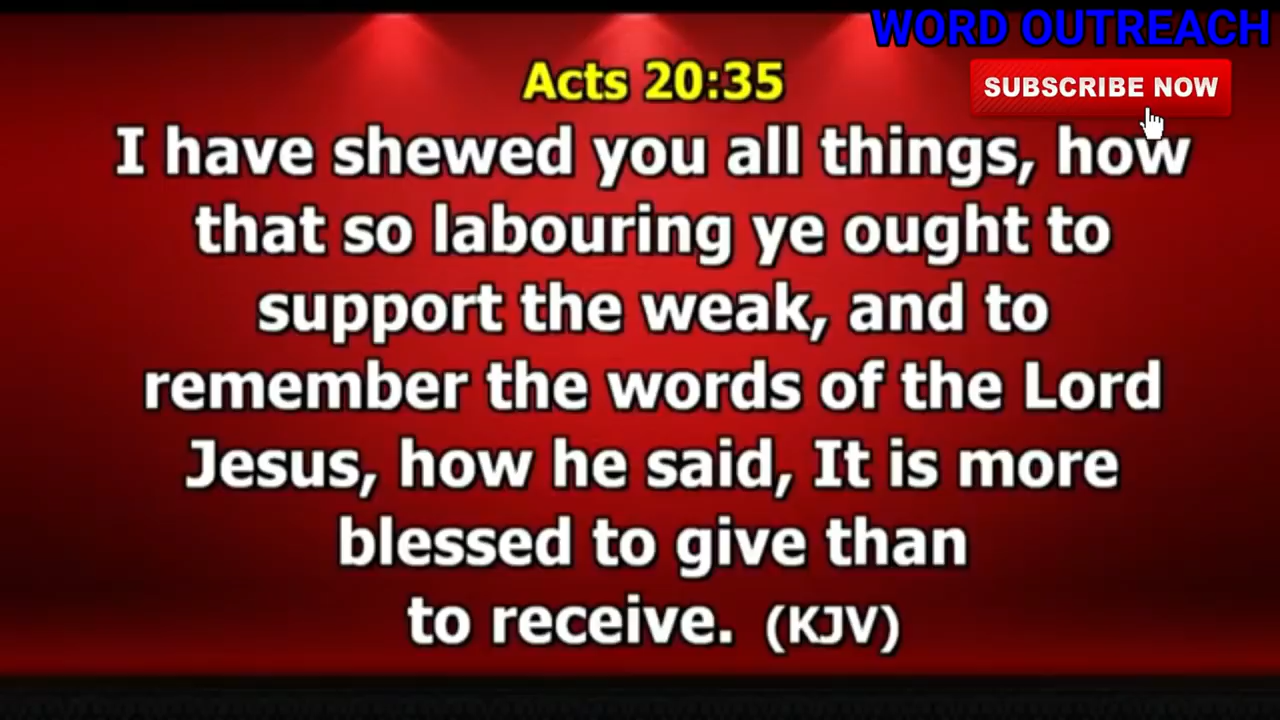 WORD OUTREACH
SUBSCRIBE NOW
Acts 20:35
I have shewed you all things, how
that so labouring ye ought to
support the weak, and to
remember the words of the Lord
Jesus, how he said, It is more
blessed to give than
to receive. (KJV)